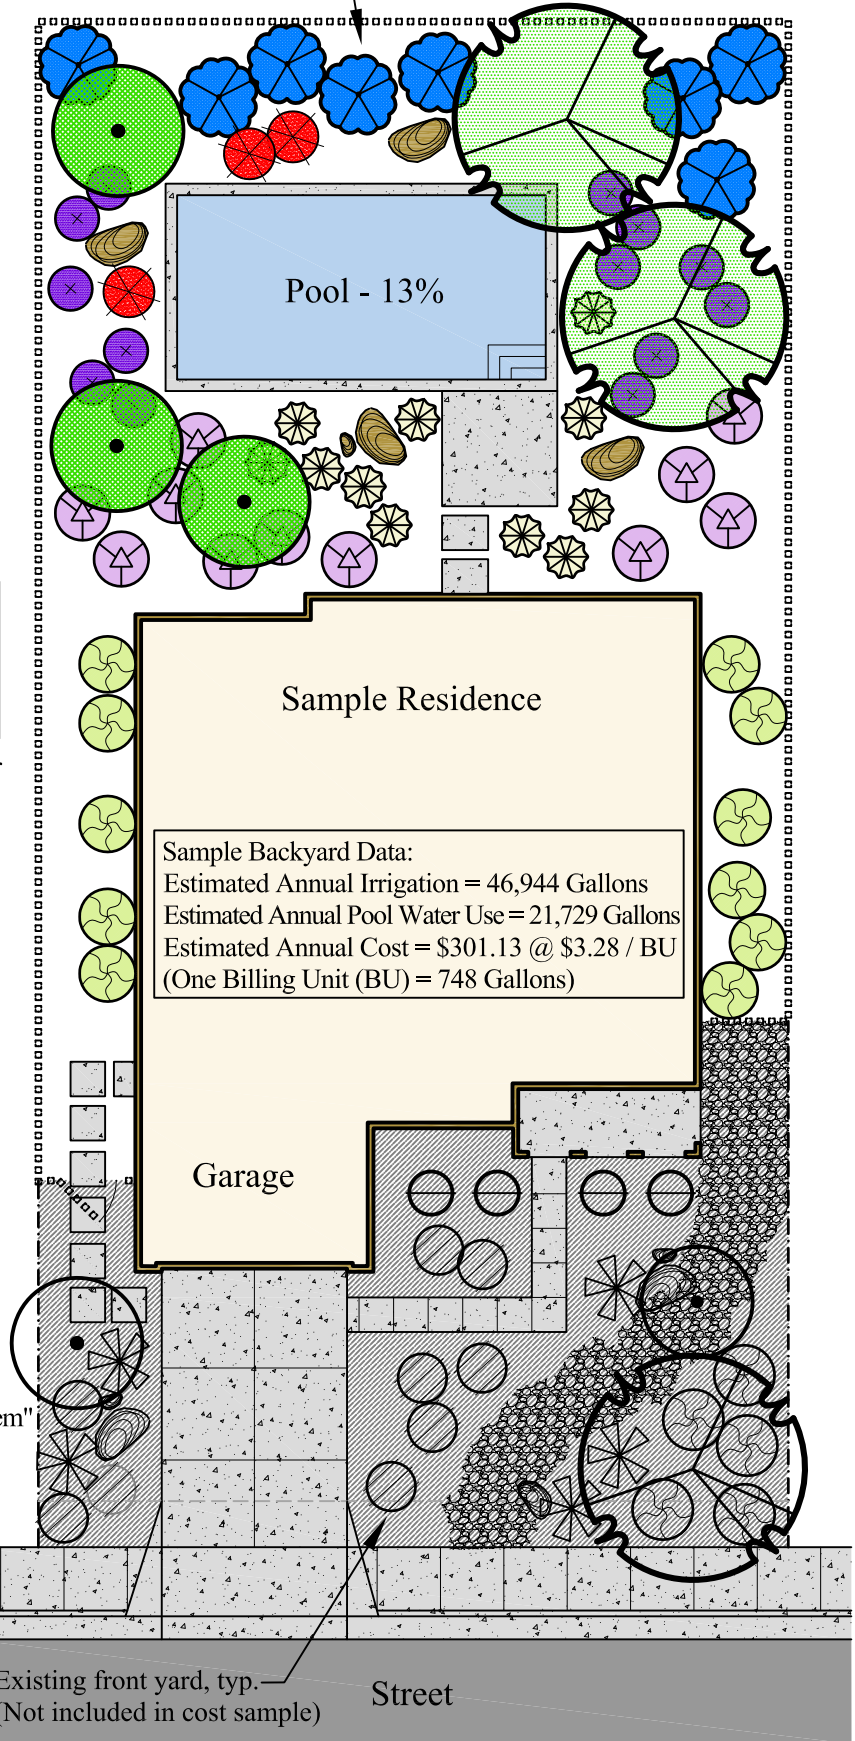 Pool - 13%
Sample Residence
Sample Backyard Data:
Estimated Annual Irrigation = 46,944 Gallons
Estimated Annual Pool Water Use = 21,729 Gallons
Estimated Annual Cost = $301.13 @ $3.28 / BU
(One Billing Unit (BU) = 748 Gallons)
Garage
em"
Existing front yard, typ.
(Not included in cost sample)
Street